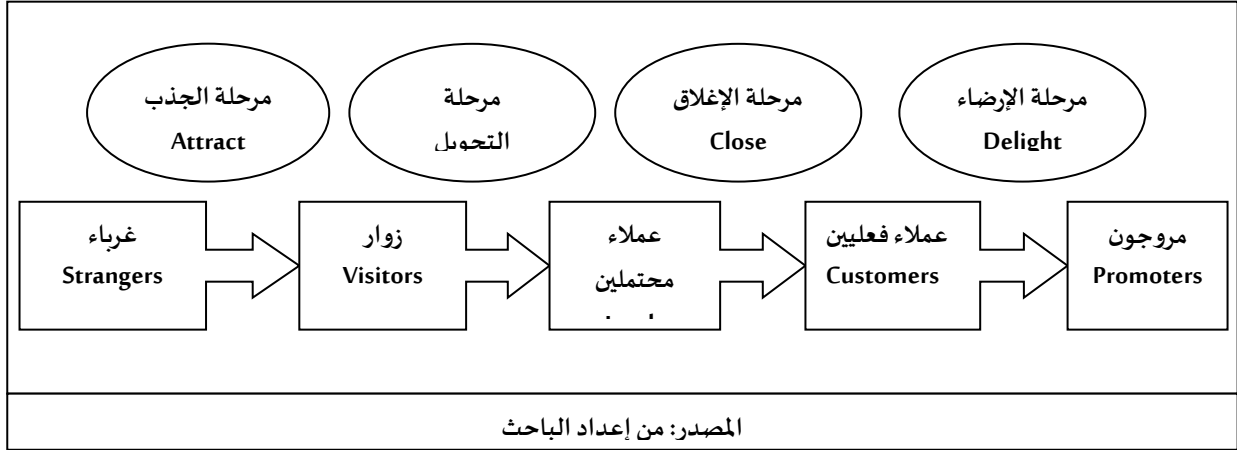 مرحلة الجذب
Attract
مرحلة
التحويل
مرحلة الإغلاق
Close
مرحلة الإرضاء
Delight
غرباء
Strangers
زوار
Visitors
عملاء
محتملين
عملاء فعليين
Customers
مروجون
Promoters
المصدر: من إعداد الباحث